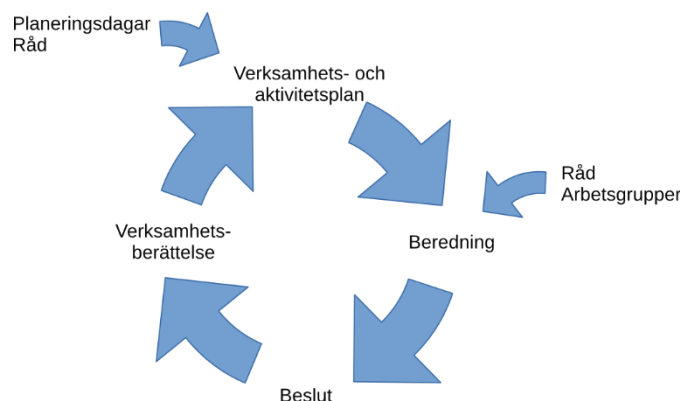 Planeringsdagar
Råd
Verksamhets- och
aktivitetsplan
Råd
Arbetsgrupper
Beredning
Verksamhets-
berättelse
Beslut